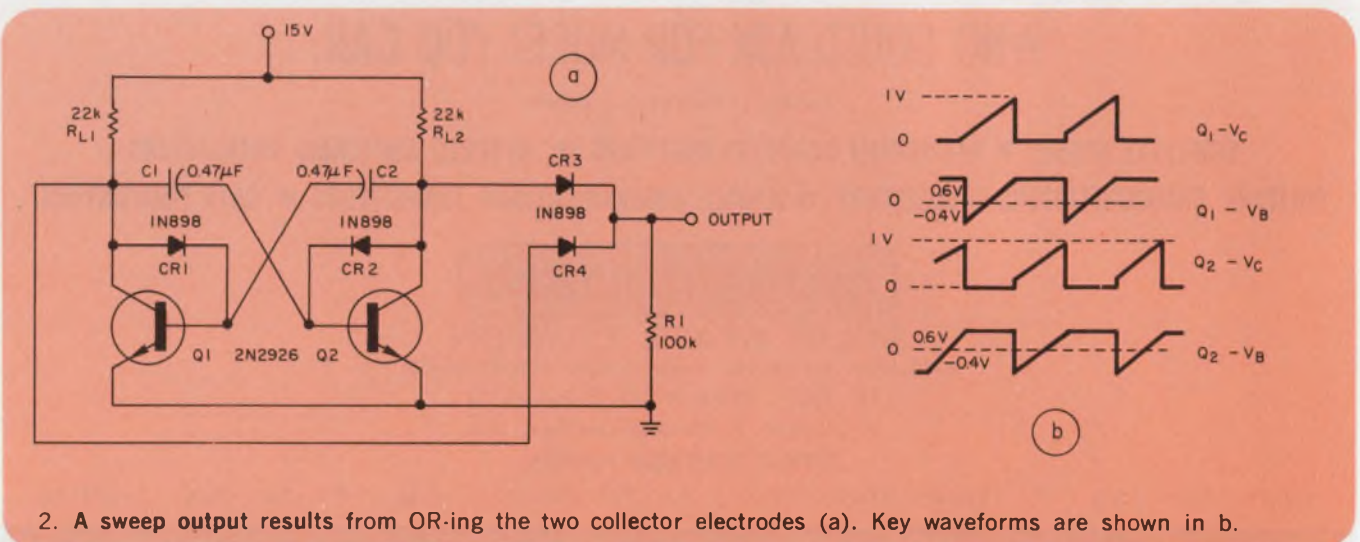 15V
a
22k
RL1
22k
RL2
C1 0.47µF
0.47µF C2
CR3
1N898
1N898
1N898
OUTPUT
CR1
CR2
CR4
R1
100k
Q1 2N2926 Q2
1V
0
Q1-VC
0.6V
0
-0.4V
Q1 - VB
1V
0
Q2 - VC
0.6V
0
-0.4V
Q2 - VB
b
2. A sweep output results from OR-ing the two collector electrodes (a). Key waveforms are shown in b.